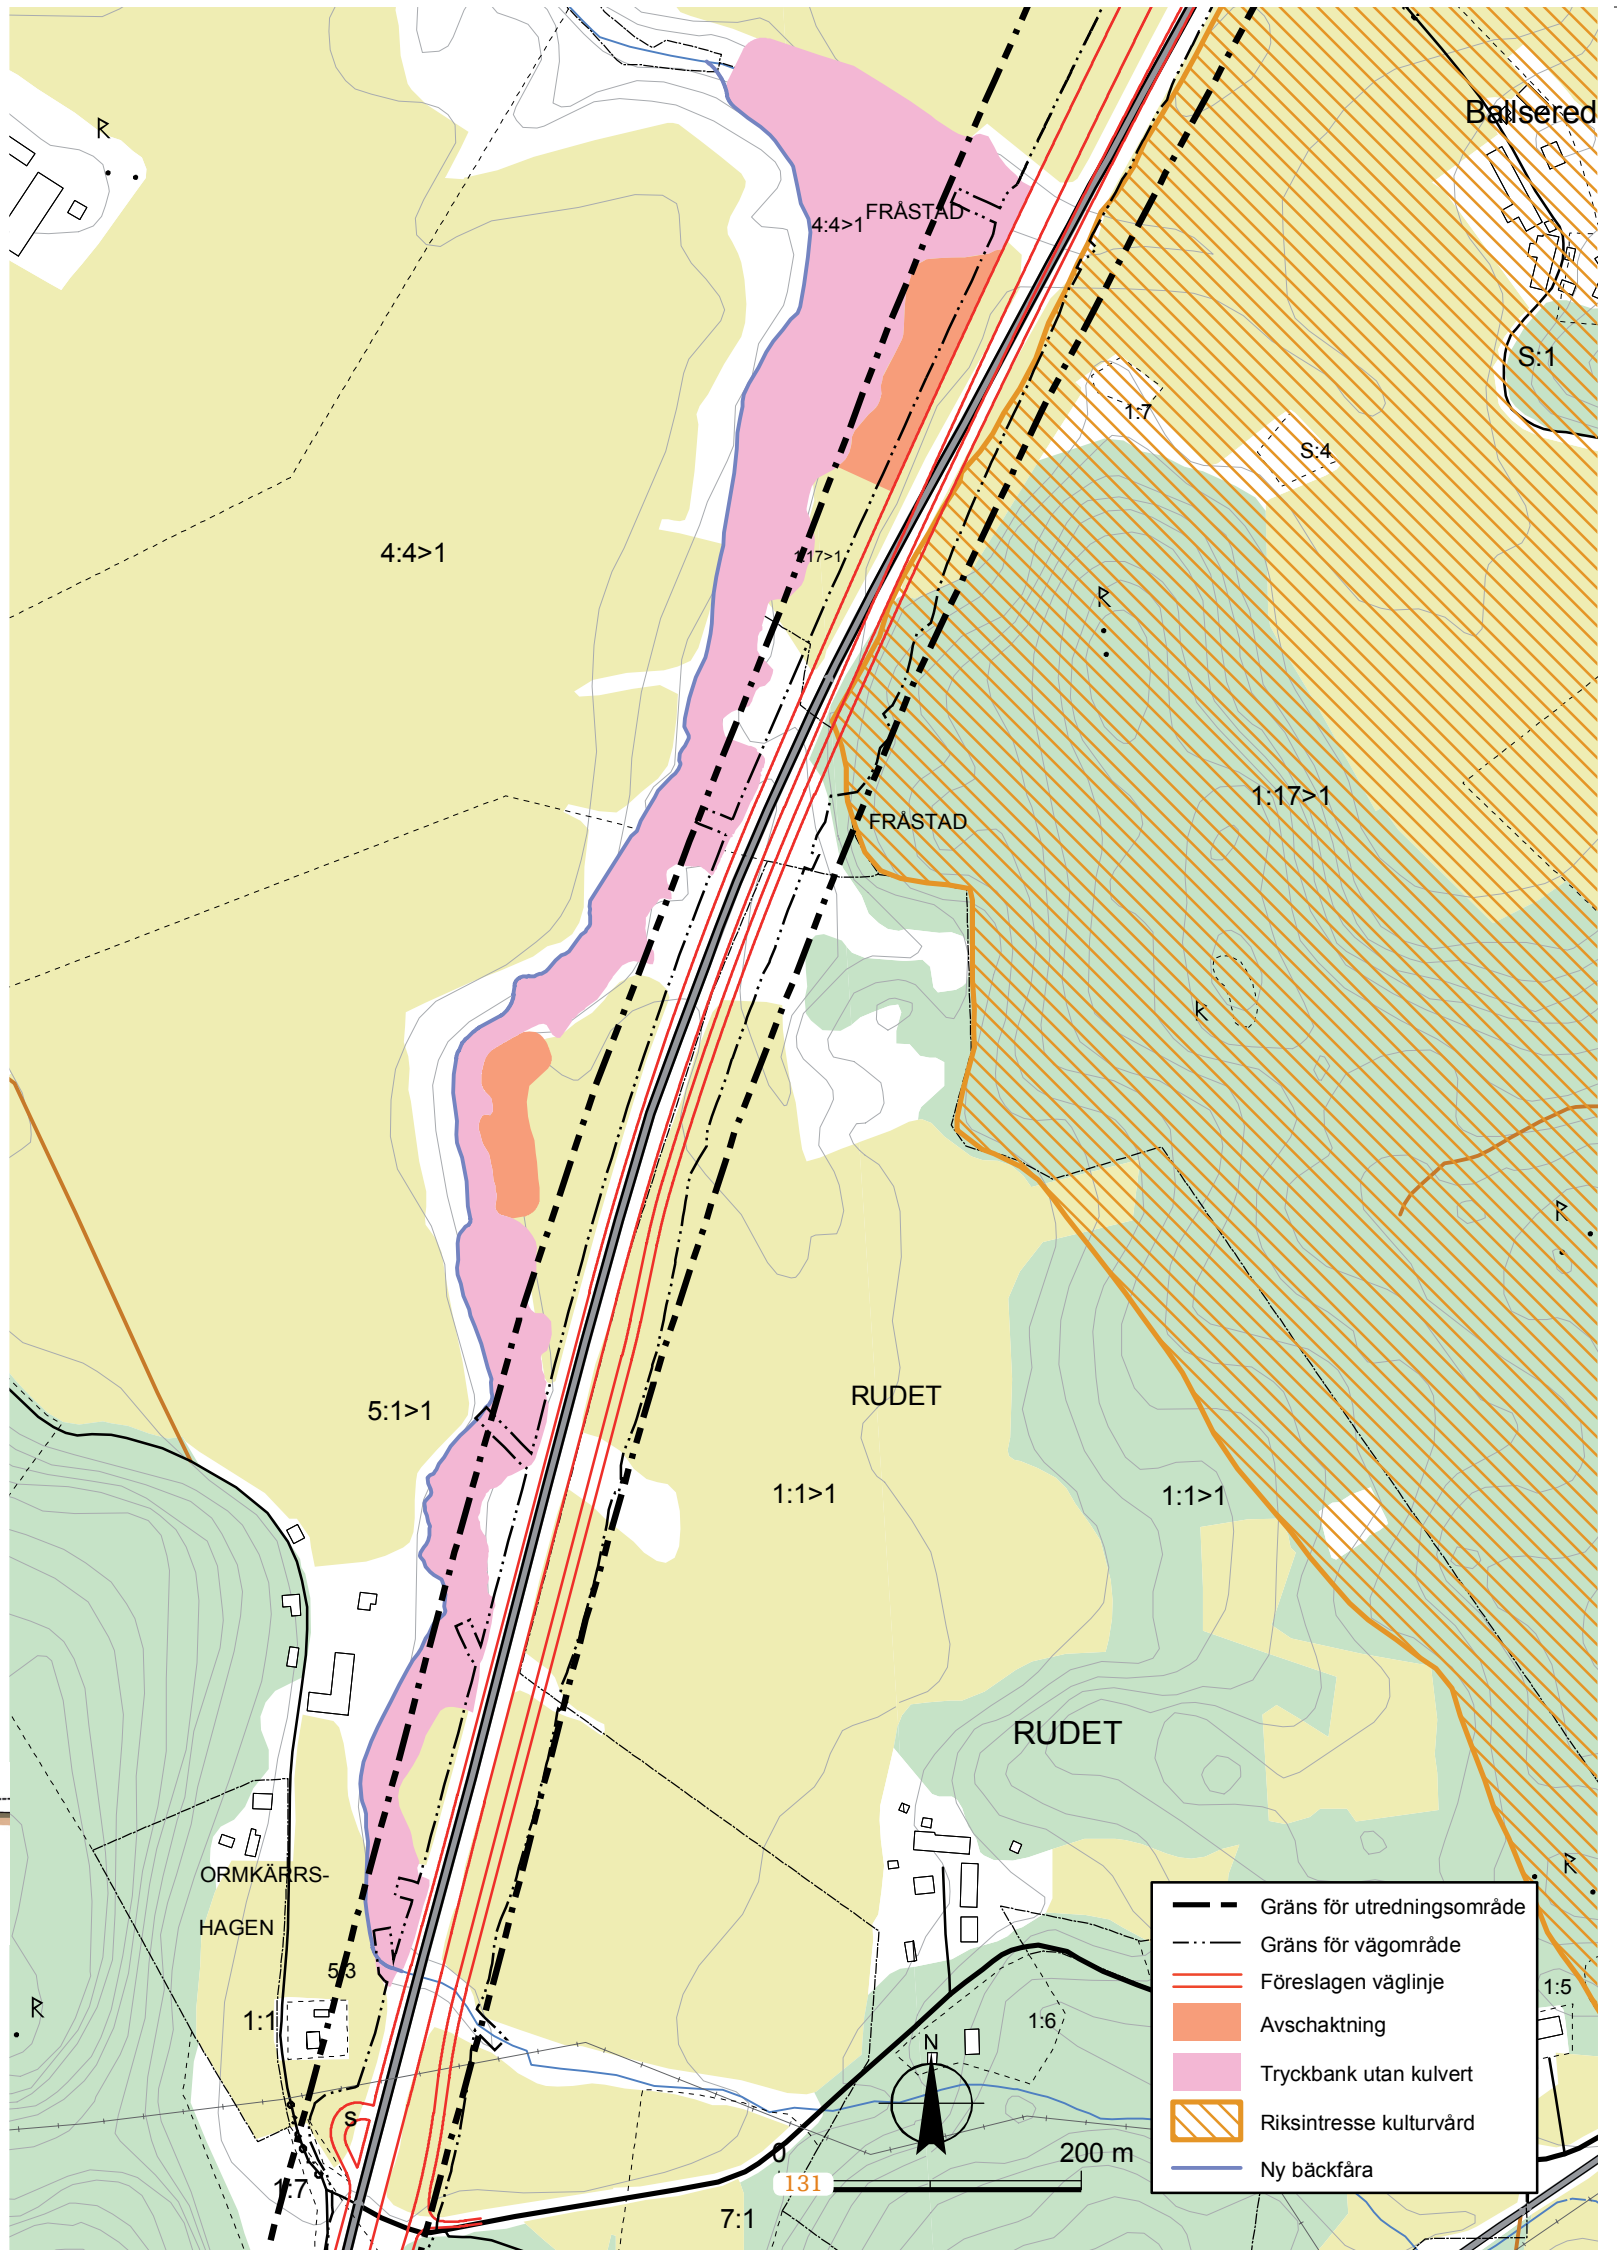 Ballsered
4:4>1
FRÅSTAD
S:1
1:7
S:4
4:4>1
1:17>1
1:17>1
FRÅSTAD
RUDET
5:1>1
1:1>1
1:1>1
RUDET
ORMKÄRRS-
HAGEN
5:3
1:1
1:6
1:5
S
1:7
7:1
N
0
200 m
131
Gräns för utredningsområde
Gräns för vägområde
Föreslagen väglinje
Avschaktning
Tryckbank utan kulvert
Riksintresse kulturvård
Ny bäckfåra